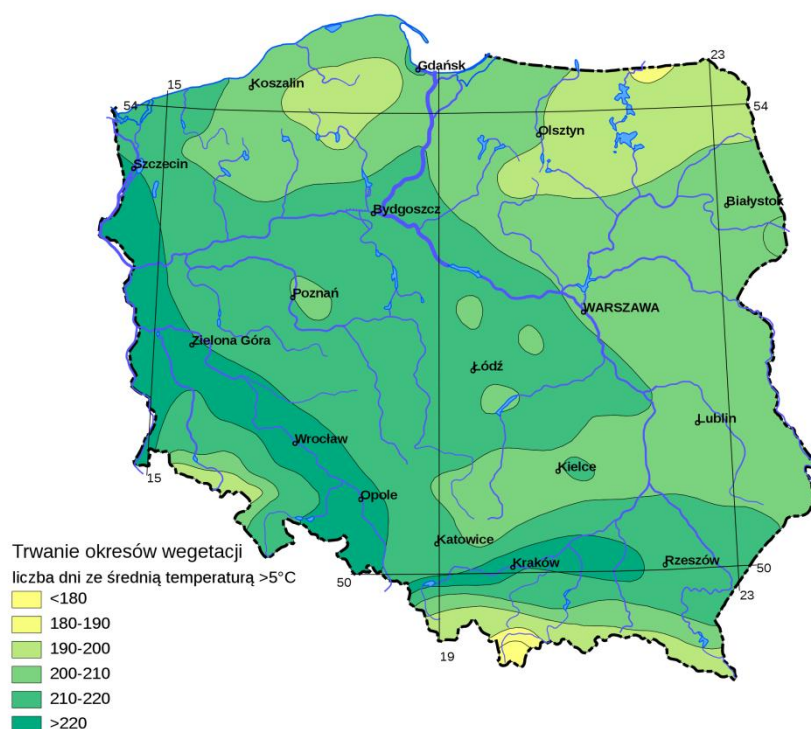 23
Gdańsk
15
Koszalin
54
54
Olsztyn
Szczecin
Białystok
Bydgoszcz
Poznań
WARSZAWA
Zielona Góra
Łódź
Lublin
Wrocław
Kielce
15
Opole
Katowice
Trwanie okresów wegetacji
Kraków
Rzeszów
50
liczba dni ze średnią temperaturą >5°C
50
23
<180
180-190
19
190-200
200-210
210-220
>220